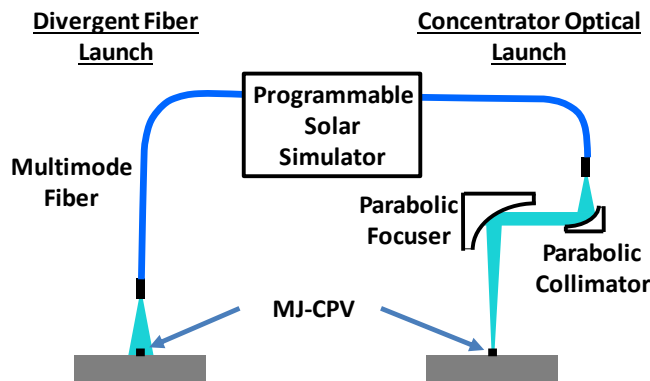 Divergent Fiber
Launch
Concentrator Optical
Launch
Programmable
Solar
Simulator
Multimode
Fiber
Parabolic
Focuser
Parabolic
Collimator
MJ-CPV